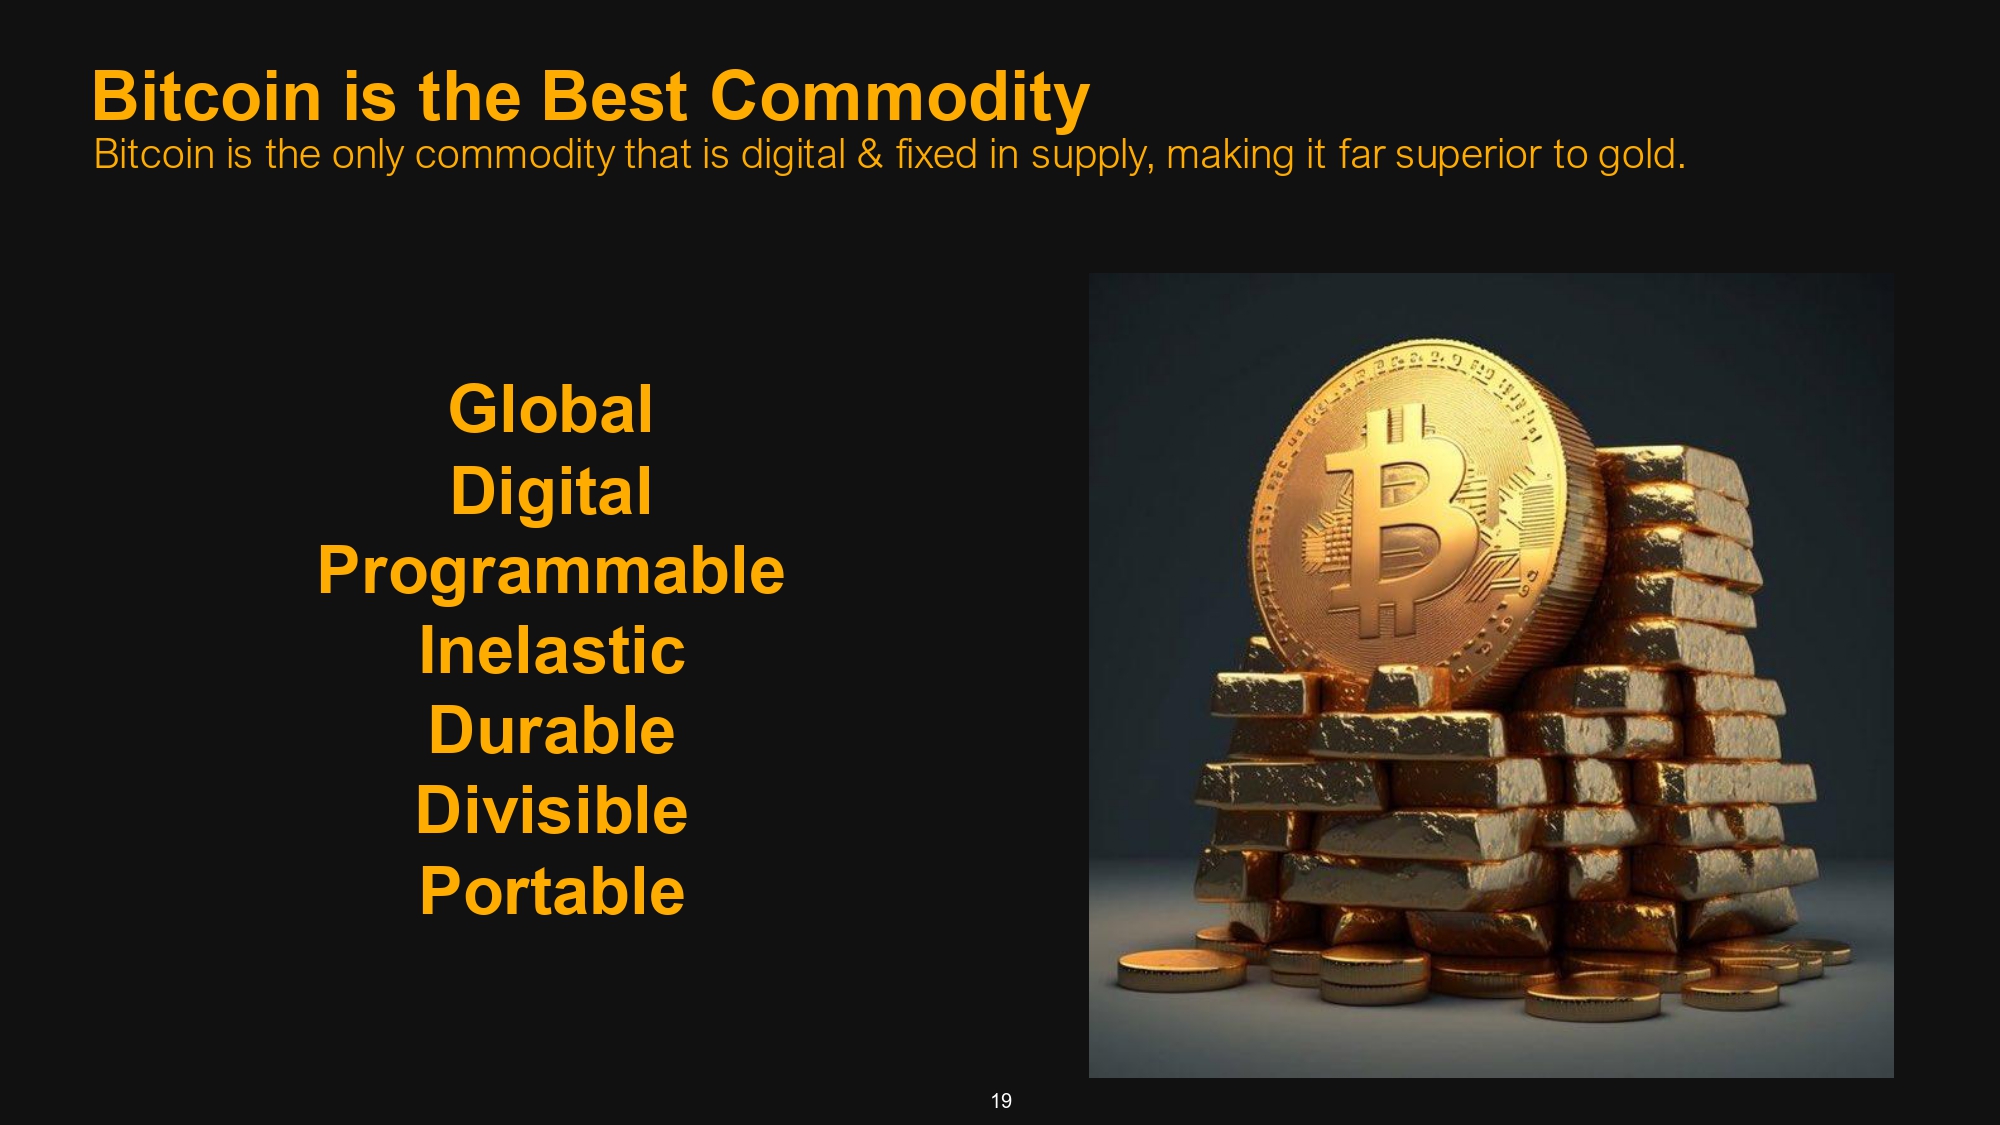 Bitcoin is the Best Commodity
Bitcoin is the only commodity that is digital & fixed in supply, making it far superior to gold.
Global
Digital
Programmable
Inelastic
Durable
Divisible
Portable
19